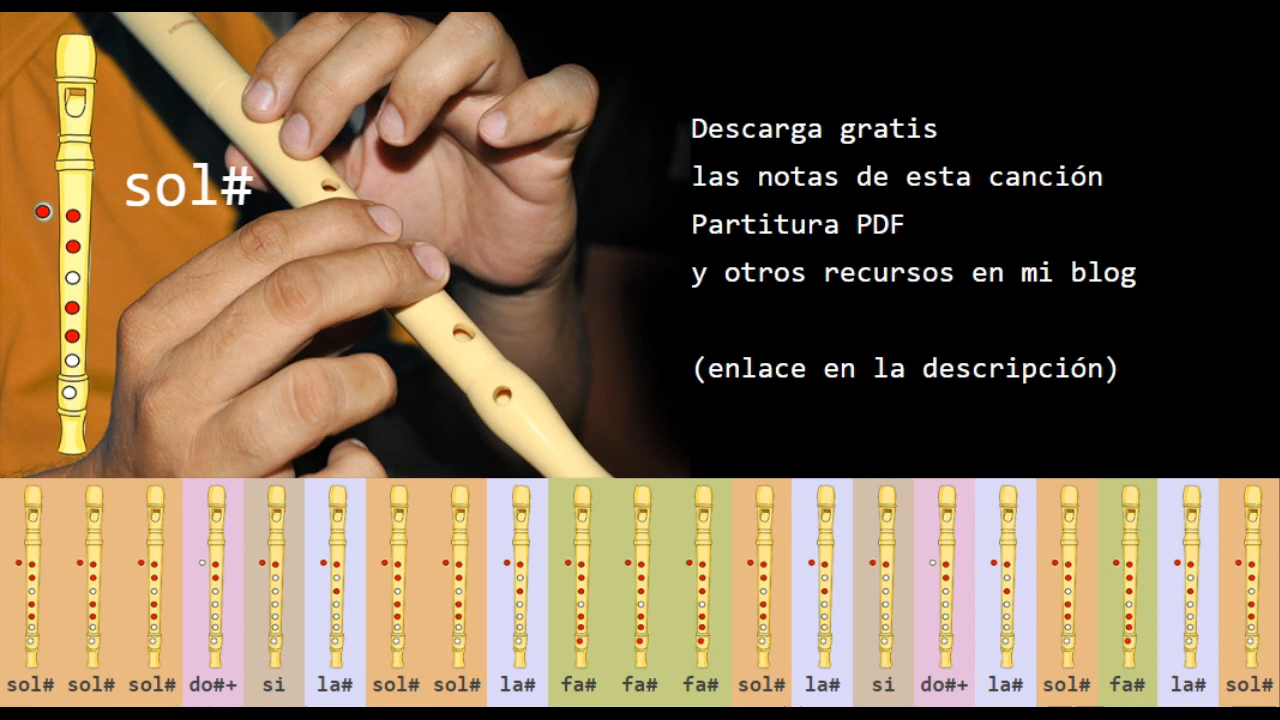 sol#
Descarga gratis
las notas de esta canción
Partitura PDF
y otros recursos en mi blog
(enlace en la descripción)
sol# sol# sol# do#+ si la# sol# sol# la# fa# fa# fa# sol# la# si do#+ la# sol# fa# la# sol#